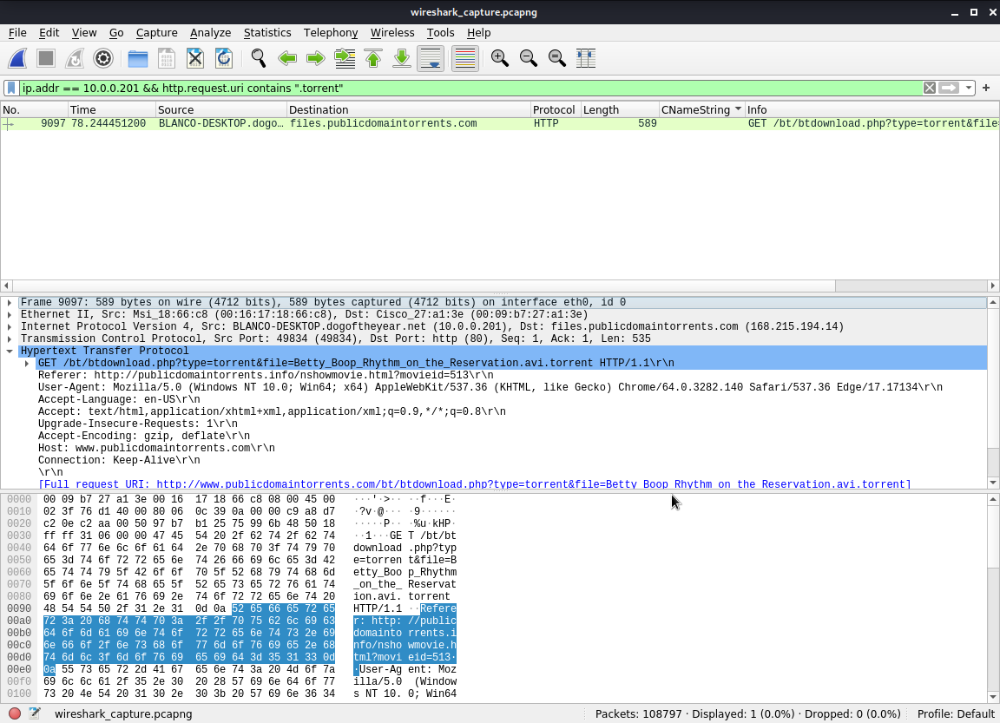 wireshark_capture.pcapng
File Edit View Go Capture Analyze Statistics Telephony Wireless Tools Help
ip.addr == 10.0.0.201 && http.request.uri contains ".torrent"
No. Time Source Destination Protocol Length CNameString Info
9097 78.244451200 BLANCO-DESKTOP.dogo… files.publicdomaintorrents.com HTTP 589 GET /bt/btdownload.php?type=torrent&file=
Frame 9097: 589 bytes on wire (4712 bits), 589 bytes captured (4712 bits) on interface eth0, id 0
Ethernet II, Src: Msi_18:66:c8 (00:16:17:18:66:c8), Dst: Cisco_27:a1:3e (00:09:b7:27:a1:3e)
Internet Protocol Version 4, Src: BLANCO-DESKTOP.dogoftheyear.net (10.0.0.201), Dst: files.publicdomaintorrents.com (168.215.194.14)
Transmission Control Protocol, Src Port: 49834 (49834), Dst Port: http (80), Seq: 1, Ack: 1, Len: 535
Hypertext Transfer Protocol
GET /bt/btdownload.php?type=torrent&file=Betty_Boop_Rhythm_on_the_Reservation.avi.torrent HTTP/1.1\r\n
Referer: http://publicdomaintorrents.info/nshowmovie.html?movieid=513\r\n
User-Agent: Mozilla/5.0 (Windows NT 10.0; Win64; x64) AppleWebKit/537.36 (KHTML, like Gecko) Chrome/64.0.3282.140 Safari/537.36 Edge/17.17134\r\n
Accept-Language: en-US\r\n
Accept: text/html,application/xhtml+xml,application/xml;q=0.9,*/*;q=0.8\r\n
Upgrade-Insecure-Requests: 1\r\n
Accept-Encoding: gzip, deflate\r\n
Host: www.publicdomaintorrents.com\r\n
Connection: Keep-Alive\r\n
\r\n
[Full request URI: http://www.publicdomaintorrents.com/bt/btdownload.php?type=torrent&file=Betty_Boop_Rhythm_on_the_Reservation.avi.torrent]
0000 00 09 b7 27 a1 3e 00 16 17 18 66 c8 08 00 45 00 ···'·>·· ··f···E·
0010 02 3f 76 d1 40 00 80 06 0c 39 0a 00 00 c9 a8 d7 ·?v·@··· ·9······
0020 c2 0e c2 aa 00 50 97 b7 b1 25 75 99 6b 48 50 18 ·····P·· ·%u·kHP·
0030 ff ff 31 06 00 00 47 45 54 20 2f 62 74 2f 62 74 ··1···GE T /bt/bt
0040 64 6f 77 6e 6c 6f 61 64 2e 70 68 70 3f 74 79 70 download .php?typ
0050 65 3d 74 6f 72 72 65 6e 74 26 66 69 6c 65 3d 42 e=torren t&file=B
0060 65 74 74 79 5f 42 6f 6f 70 5f 52 68 79 74 68 6d etty_Boo p_Rhythm
0070 5f 6f 6e 5f 74 68 65 5f 52 65 73 65 72 76 61 74 _on_the_ Reservat
0080 69 6f 6e 2e 61 76 69 2e 74 6f 72 72 65 6e 74 20 ion.avi. torrent
0090 48 54 54 50 2f 31 2e 31 0d 0a 52 65 66 65 72 65 HTTP/1.1 ··Refere
00a0 72 3a 20 68 74 74 70 3a 2f 2f 70 75 62 6c 69 63 r: http: //public
00b0 64 6f 6d 61 69 6e 74 6f 72 72 65 6e 74 73 2e 69 domainto rrents.i
00c0 6e 66 6f 2f 6e 73 68 6f 77 6d 6f 76 69 65 2e 68 nfo/nsho wmovie.h
00d0 74 6d 6c 3f 6d 6f 76 69 65 69 64 3d 35 31 33 0d tml?movi eid=513·
00e0 0a 55 73 65 72 2d 41 67 65 6e 74 3a 20 4d 6f 7a ·User-Ag ent: Moz
00f0 69 6c 6c 61 2f 35 2e 30 20 28 57 69 6e 64 6f 77 illa/5.0 (Window
0100 73 20 4e 54 20 31 30 2e 30 3b 20 57 69 6e 36 34 s NT 10. 0; Win64
wireshark_capture.pcapng Packets: 108797 · Displayed: 1 (0.0%) · Dropped: 0 (0.0%) Profile: Default